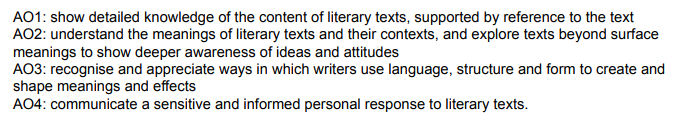 AO1: show detailed knowledge of the content of literary texts, supported by reference to the text
AO2: understand the meanings of literary texts and their contexts, and explore texts beyond surface
meanings to show deeper awareness of ideas and attitudes
AO3: recognise and appreciate ways in which writers use language, structure and form to create and
shape meanings and effects
AO4: communicate a sensitive and informed personal response to literary texts.